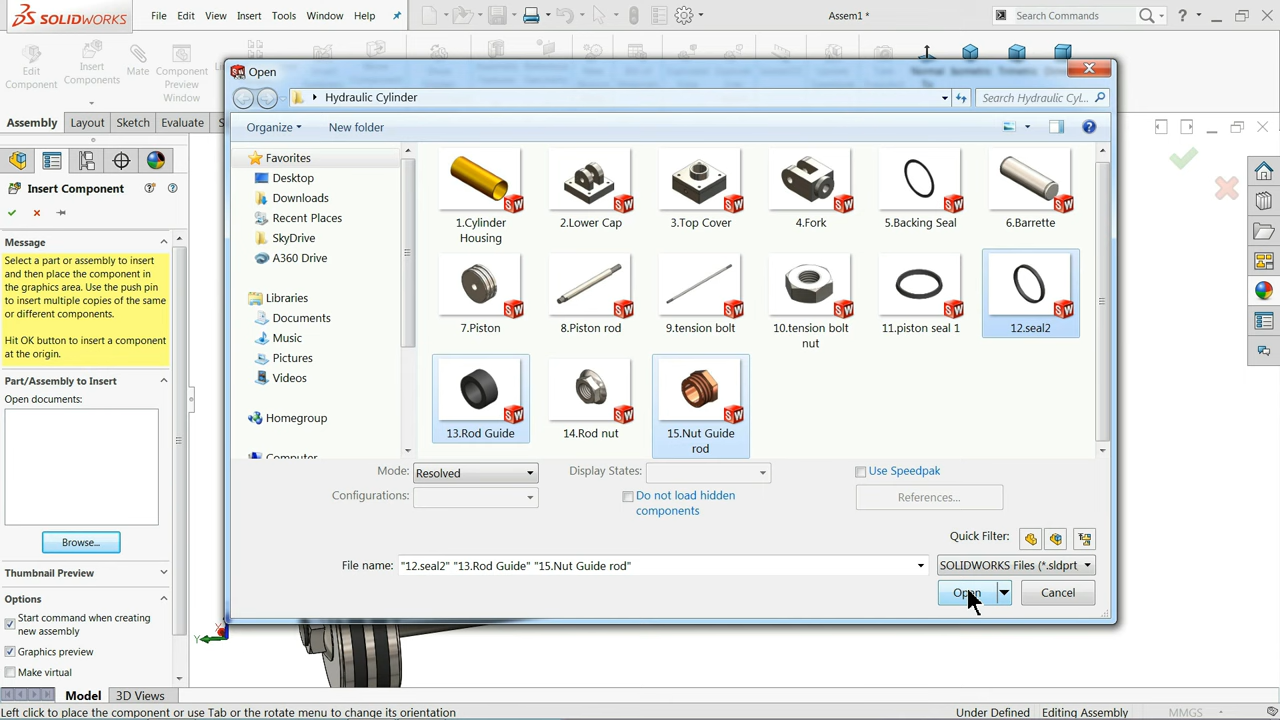 SOLIDWORKS
File
Edit
View
Insert
Tools
Window
Help
Assem1 *
Search Commands
?
Edit
Component
Insert
Components
Mate
Component
Preview
Window
Assembly
Layout
Sketch
Evaluate
Insert Component
Message
Select a part or assembly to insert
and then place the component in
the graphics area. Use the push pin
to insert multiple copies of the same
or different components.
Hit OK button to insert a component
at the origin.
Part/Assembly to Insert
Open documents:
Browse...
Thumbnail Preview
Options
Start command when creating
new assembly
Graphics preview
Make virtual
Open
Hydraulic Cylinder
Search Hydraulic Cyl...
Organize
New folder
Favorites
Desktop
Downloads
Recent Places
SkyDrive
A360 Drive
Libraries
Documents
Music
Pictures
Videos
Homegroup
Computer
1.Cylinder
Housing
2.Lower Cap
3.Top Cover
4.Fork
5.Backing Seal
6.Barrette
7.Piston
8.Piston rod
9.tension bolt
10.tension bolt
nut
11.piston seal 1
12.seal2
13.Rod Guide
14.Rod nut
15.Nut Guide
rod
Mode:
Resolved
Display States:
Use Speedpak
Configurations:
Do not load hidden
components
References...
Quick Filter:
File name:
"12.seal2" "13.Rod Guide" "15.Nut Guide rod"
SOLIDWORKS Files (*.sldprt
Open
Cancel
Y
X
Model
3D Views
Left click to place the component or use Tab or the rotate menu to change its orientation
Under Defined
Editing Assembly
MMGS